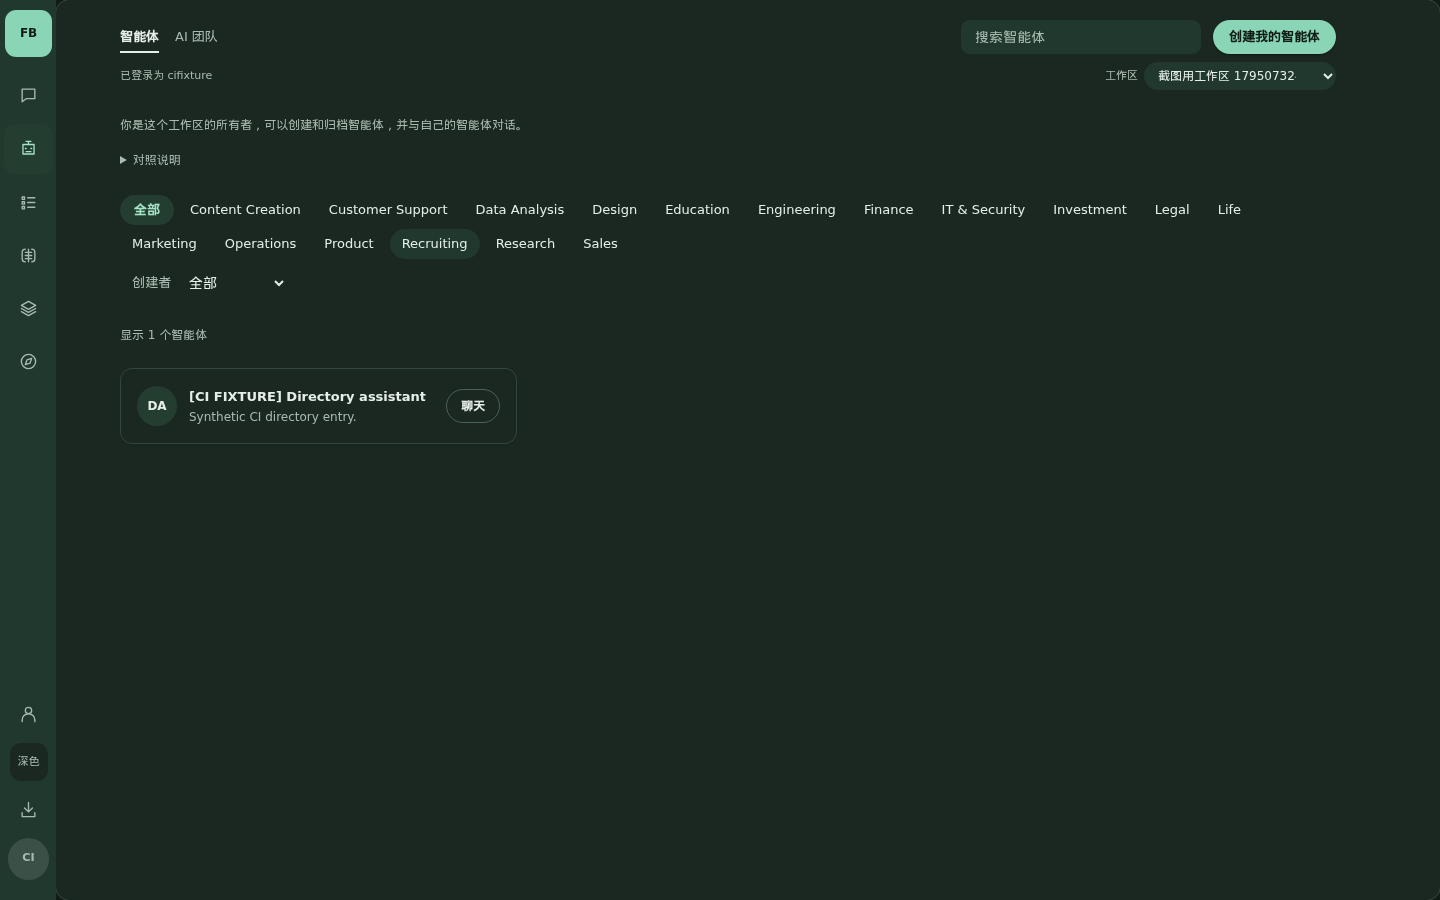 FB
智能体 AI 团队 搜索智能体 创建我的智能体
已登录为 cifixture 工作区 截图用工作区 17950732
你是这个工作区的所有者，可以创建和归档智能体，并与自己的智能体对话。
对照说明
全部 Content Creation Customer Support Data Analysis Design Education Engineering Finance IT & Security Investment Legal Life
Marketing Operations Product Recruiting Research Sales
创建者 全部
显示 1 个智能体
DA [CI FIXTURE] Directory assistant 聊天
Synthetic CI directory entry.
深色
CI